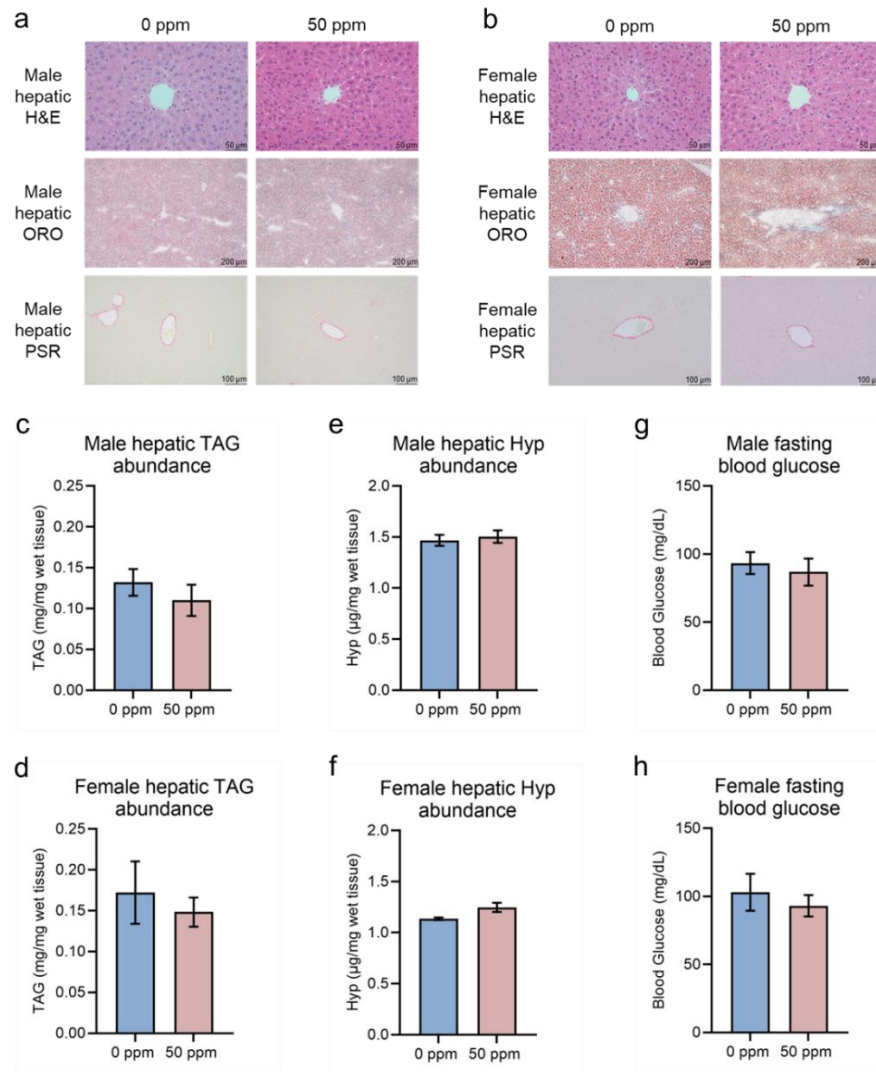 a
0 ppm
50 ppm
Male
hepatic
H&E
50 µm
50 µm
Male
hepatic
ORO
200 µm
200 µm
Male
hepatic
PSR
100 µm
100 µm
b
0 ppm
50 ppm
Female
hepatic
H&E
50 µm
50 µm
Female
hepatic
ORO
200 µm
200 µm
Female
hepatic
PSR
100 µm
100 µm
c
Male hepatic TAG
abundance
TAG (mg/mg wet tissue)
0.25
0.20
0.15
0.10
0.05
0.00
0 ppm 50 ppm
e
Male hepatic Hyp
abundance
Hyp (µg/mg wet tissue)
2.0
1.5
1.0
0.5
0.0
0 ppm 50 ppm
g
Male fasting
blood glucose
Blood Glucose (mg/dL)
150
100
50
0
0 ppm 50 ppm
d
Female hepatic TAG
abundance
TAG (mg/mg wet tissue)
0.25
0.20
0.15
0.10
0.05
0.00
0 ppm 50 ppm
f
Female hepatic Hyp
abundance
Hyp (µg/mg wet tissue)
2.0
1.5
1.0
0.5
0.0
0 ppm 50 ppm
h
Female fasting
blood glucose
Blood Glucose (mg/dL)
150
100
50
0
0 ppm 50 ppm